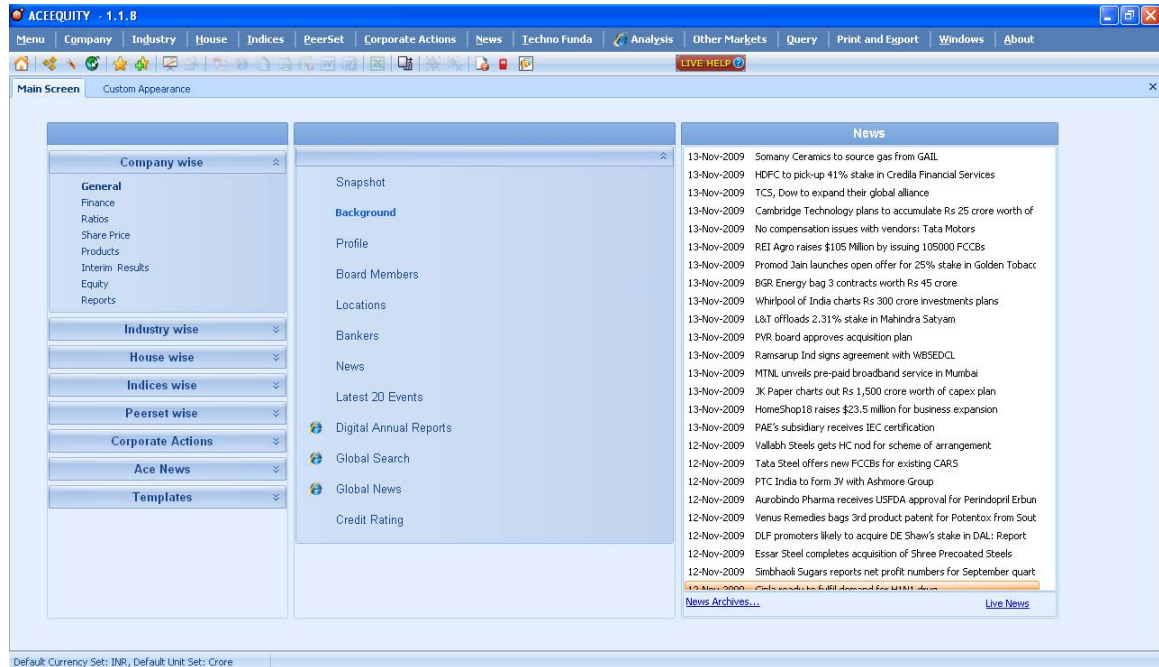 ACEEQUITY - 1.1.8
Menu Company Industry House Indices PeerSet Corporate Actions News Techno Funda Analysis Other Markets Query Print and Export Windows About
LIVE HELP
Main Screen Custom Appearance
Company wise
General
Finance
Ratios
Share Price
Products
Interim Results
Equity
Reports
Industry wise
House wise
Indices wise
Peerset wise
Corporate Actions
Ace News
Templates
Snapshot
Background
Profile
Board Members
Locations
Bankers
News
Latest 20 Events
Digital Annual Reports
Global Search
Global News
Credit Rating
News
13-Nov-2009 Somany Ceramics to source gas from GAIL
13-Nov-2009 HDFC to pick-up 41% stake in Credila Financial Services
13-Nov-2009 TCS, Dow to expand their global alliance
13-Nov-2009 Cambridge Technology plans to accumulate Rs 25 crore worth of
13-Nov-2009 No compensation issues with vendors: Tata Motors
13-Nov-2009 REI Agro raises $105 Million by issuing 105000 FCCBs
13-Nov-2009 Promod Jain launches open offer for 25% stake in Golden Tobacc
13-Nov-2009 BGR Energy bag 3 contracts worth Rs 45 crore
13-Nov-2009 Whirlpool of India charts Rs 300 crore investments plans
13-Nov-2009 L&T offloads 2.31% stake in Mahindra Satyam
13-Nov-2009 PVR board approves acquisition plan
13-Nov-2009 Ramsarup Ind signs agreement with WBSEDCL
13-Nov-2009 MTNL unveils pre-paid broadband service in Mumbai
13-Nov-2009 JK Paper charts out Rs 1,500 crore worth of capex plan
13-Nov-2009 HomeShop18 raises $23.5 million for business expansion
13-Nov-2009 PAE's subsidiary receives IEC certification
12-Nov-2009 Vallabh Steels gets HC nod for scheme of arrangement
12-Nov-2009 Tata Steel offers new FCCBs for existing CARS
12-Nov-2009 PTC India to form JV with Ashmore Group
12-Nov-2009 Aurobindo Pharma receives USFDA approval for Perindopril Erbun
12-Nov-2009 Venus Remedies bags 3rd product patent for Potentox from Sout
12-Nov-2009 DLF promoters likely to acquire DE Shaw's stake in DAL: Report
12-Nov-2009 Essar Steel completes acquisition of Shree Precoated Steels
12-Nov-2009 Simbhaoli Sugars reports net profit numbers for September quart
12-Nov-2009 Cipla ready to fulfil demand for H1N1 drug
News Archives... Live News
Default Currency Set: INR, Default Unit Set: Crore